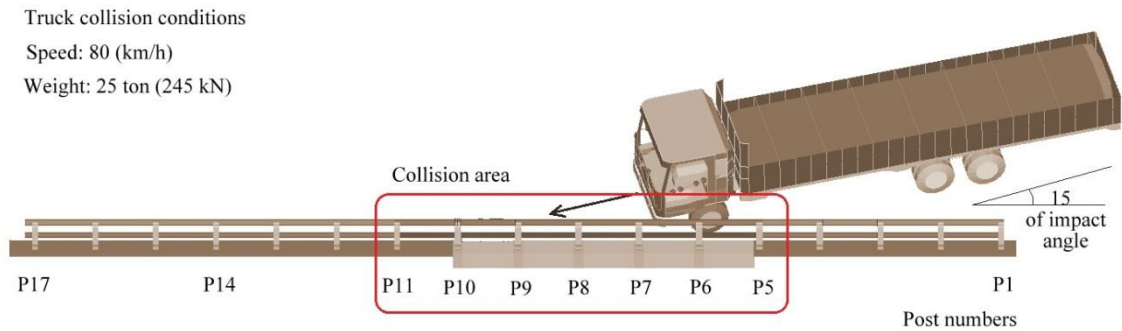 Truck collision conditions
Speed: 80 (km/h)
Weight: 25 ton (245 kN)
Collision area
15
of impact
angle
P17 P14 P11 P10 P9 P8 P7 P6 P5 P1
Post numbers